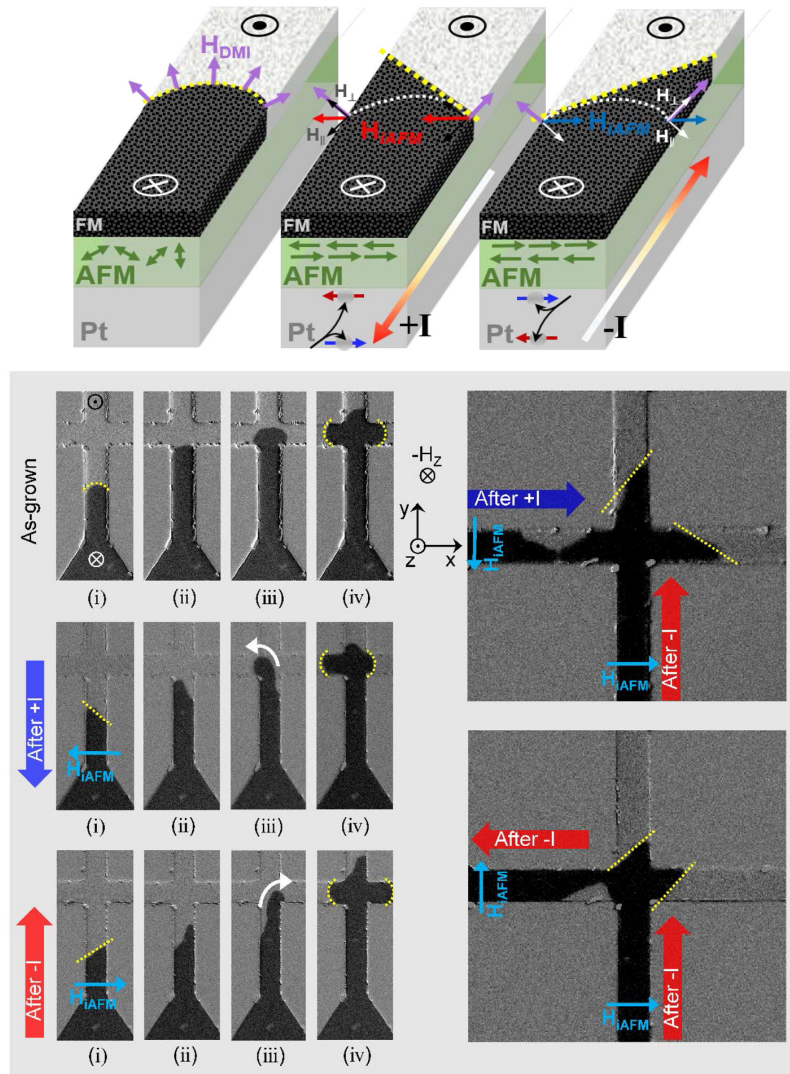 H_DMI
H_⊥
H_∥
H_iAFM
H_iAFM
H_⊥
H_∥
FM
FM
FM
AFM
AFM
AFM
Pt
Pt
+I
Pt
-I
As-grown
(i)
(ii)
(iii)
(iv)
-H_Z
y
z
x
After +I
H_iAFM
(i)
(ii)
(iii)
(iv)
After -I
H_iAFM
(i)
(ii)
(iii)
(iv)
After +I
H_iAFM
H_iAFM
After -I
After -I
H_iAFM
H_iAFM
After -I